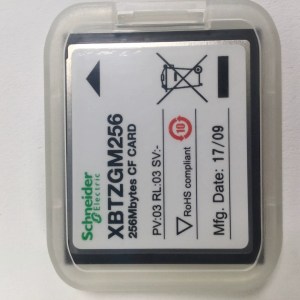 Schneider
Electric
XBTZGM256
256Mbytes CF CARD
PV:03 RL:03 SV:-
10
RoHS compliant
Mfg. Date: 17/09